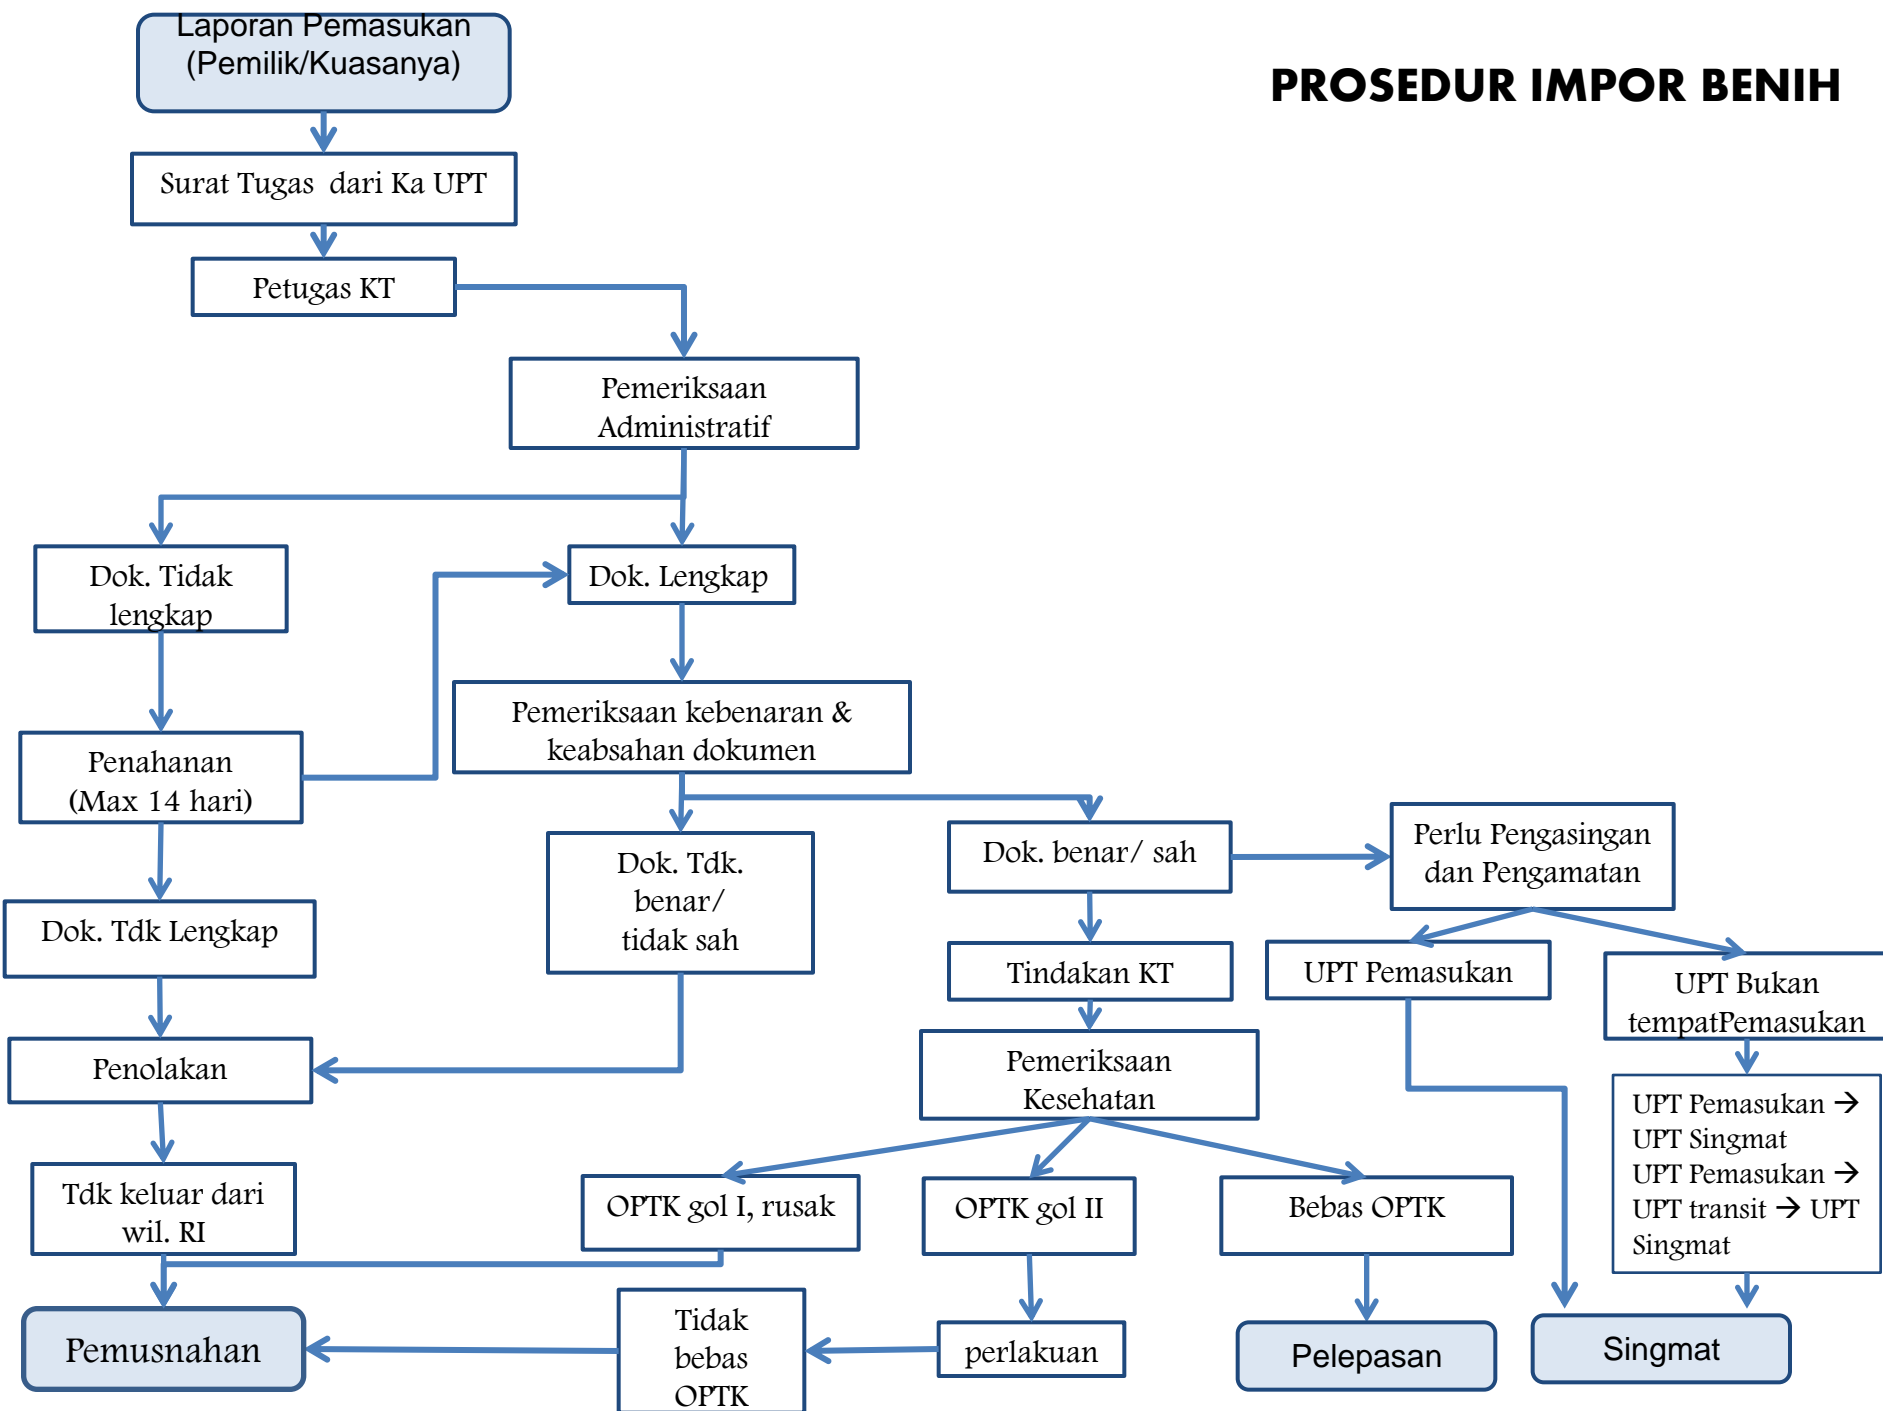 Laporan Pemasukan
(Pemilik/Kuasanya)
PROSEDUR IMPOR BENIH
Surat Tugas dari Ka UPT
Petugas KT
Pemeriksaan
Administratif
Dok. Tidak
lengkap
Dok. Lengkap
Pemeriksaan kebenaran &
keabsahan dokumen
Penahanan
(Max 14 hari)
Dok. Tdk.
benar/
tidak sah
Dok. benar/ sah
Perlu Pengasingan
dan Pengamatan
Dok. Tdk Lengkap
Tindakan KT
UPT Pemasukan
UPT Bukan
tempatPemasukan
Penolakan
Pemeriksaan
Kesehatan
UPT Pemasukan →
UPT Singmat
UPT Pemasukan →
UPT transit → UPT
Singmat
Tdk keluar dari
wil. RI
OPTK gol I, rusak
OPTK gol II
Bebas OPTK
Pemusnahan
Tidak
bebas
OPTK
perlakuan
Pelepasan
Singmat